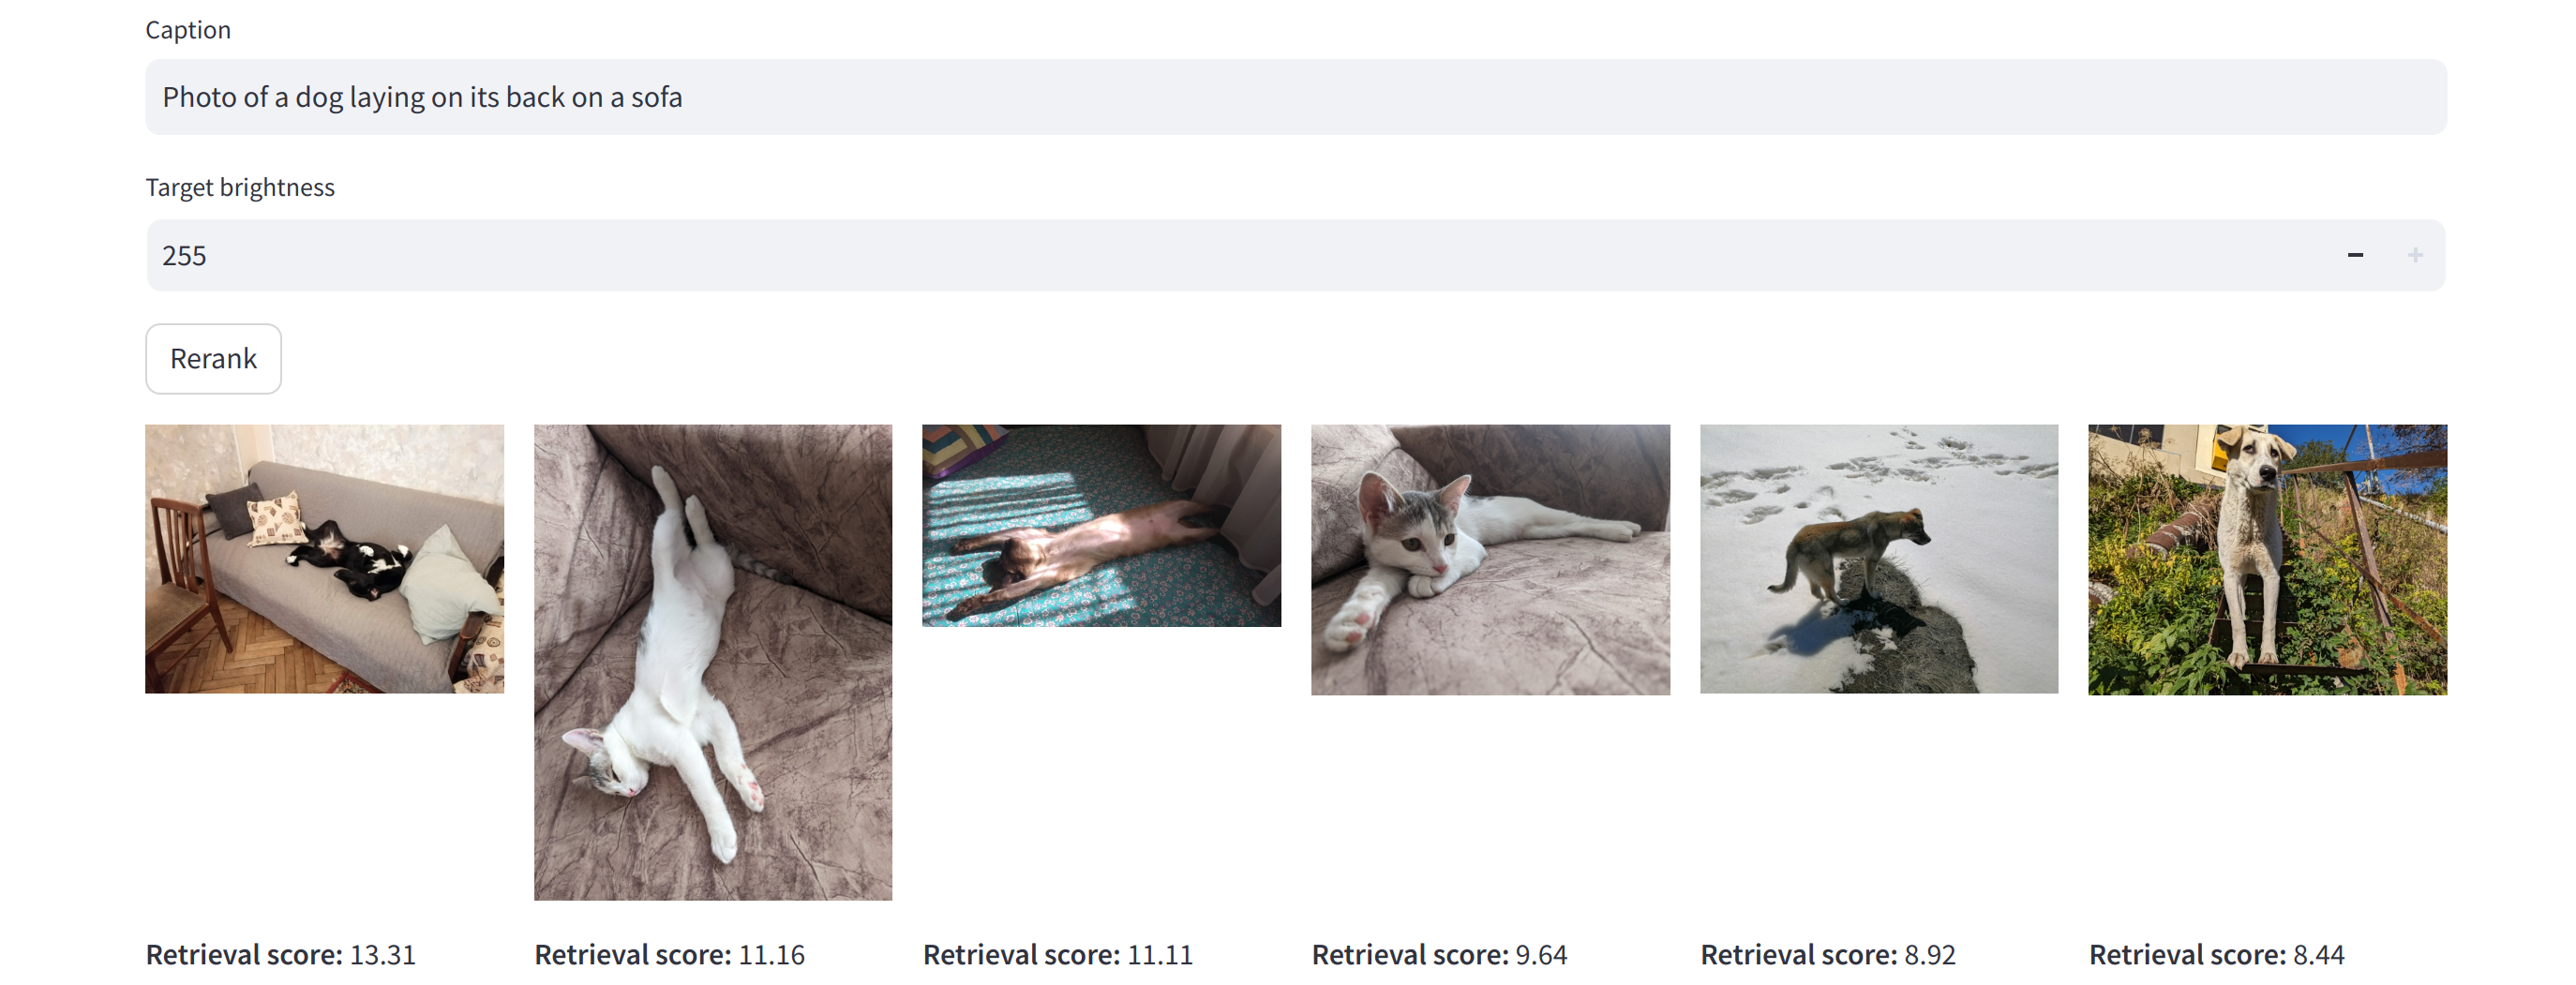 Caption
Photo of a dog laying on its back on a sofa
Target brightness
255
Rerank
Retrieval score: 13.31
Retrieval score: 11.16
Retrieval score: 11.11
Retrieval score: 9.64
Retrieval score: 8.92
Retrieval score: 8.44